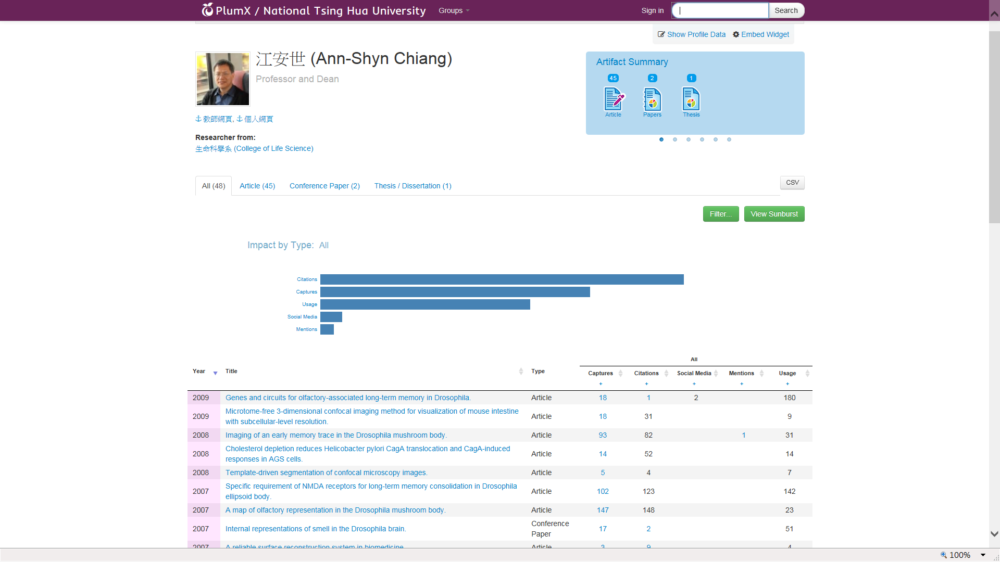 PlumX / National Tsing Hua University Groups Sign in Search
Show Profile Data Embed Widget
江安世 (Ann-Shyn Chiang)
Professor and Dean
Artifact Summary
45 2 1
Article Papers Thesis
教師網頁, 個人網頁
Researcher from:
生命科學系 (College of Life Science)
All (48) Article (45) Conference Paper (2) Thesis / Dissertation (1) CSV
Filter... View Sunburst
Impact by Type: All
Citations
Captures
Usage
Social Media
Mentions
All
Year Title Type Captures Citations Social Media Mentions Usage
+ + + + +
2009 Genes and circuits for olfactory-associated long-term memory in Drosophila. Article 18 1 2 180
2009 Microtome-free 3-dimensional confocal imaging method for visualization of mouse intestine
with subcellular-level resolution. Article 18 31 9
2008 Imaging of an early memory trace in the Drosophila mushroom body. Article 93 82 1 31
2008 Cholesterol depletion reduces Helicobacter pylori CagA translocation and CagA-induced
responses in AGS cells. Article 14 52 14
2008 Template-driven segmentation of confocal microscopy images. Article 5 4 7
2007 Specific requirement of NMDA receptors for long-term memory consolidation in Drosophila
ellipsoid body. Article 102 123 142
2007 A map of olfactory representation in the Drosophila mushroom body. Article 147 148 23
2007 Internal representations of smell in the Drosophila brain. Conference
Paper 17 2 51
2007 A reliable surface reconstruction system in biomedicine. Article 3 9 4
100%